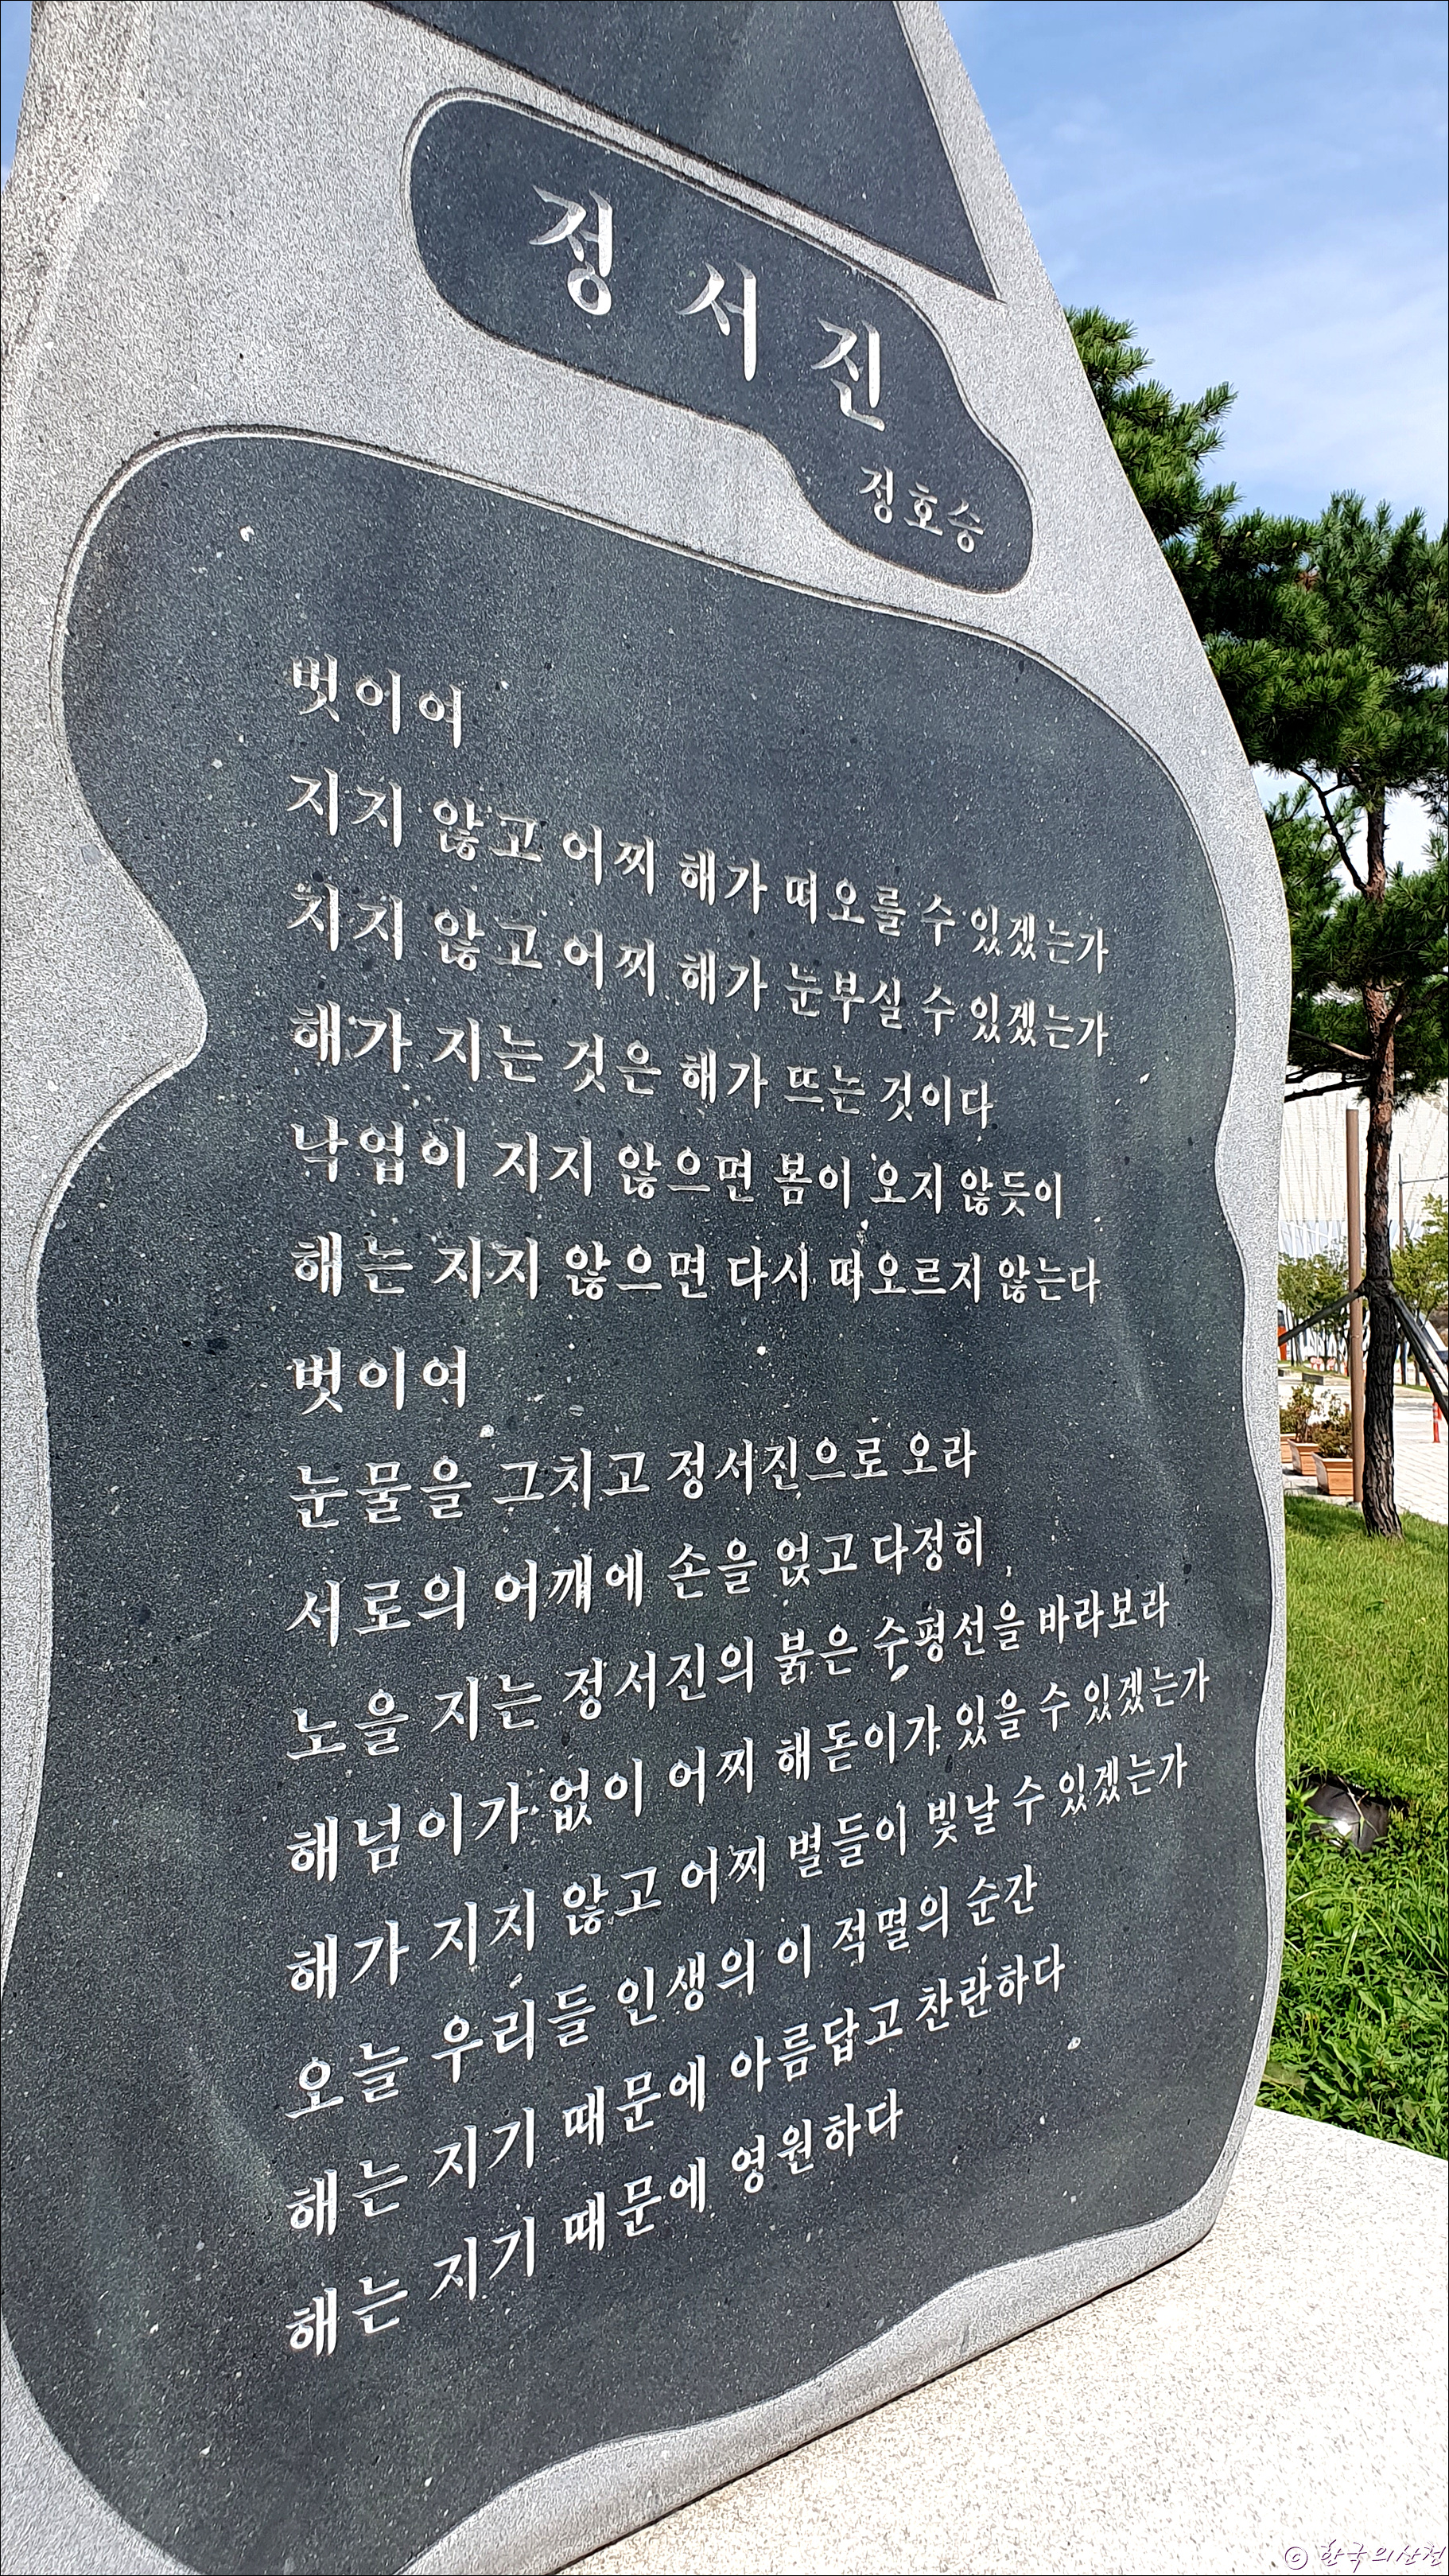 정서진
정호승
벗이여
지지 않고 어찌 해가 떠오를 수 있겠는가
지지 않고 어찌 해가 눈부실 수 있겠는가
해가 지는 것은 해가 뜨는 것이다
낙엽이 지지 않으면 봄이 오지 않듯이
해는 지지 않으면 다시 떠오르지 않는다
벗이여
눈물을 그치고 정서진으로 오라
서로의 어깨에 손을 얹고 다정히
노을 지는 정서진의 붉은 수평선을 바라보라
해넘이가 없이 어찌 해돋이가 있을 수 있겠는가
해가 지지 않고 어찌 별들이 빛날 수 있겠는가
오늘 우리들 인생의 이 적멸의 순간
해는 지기 때문에 아름답고 찬란하다
해는 지기 때문에 영원하다
© 한국의산천